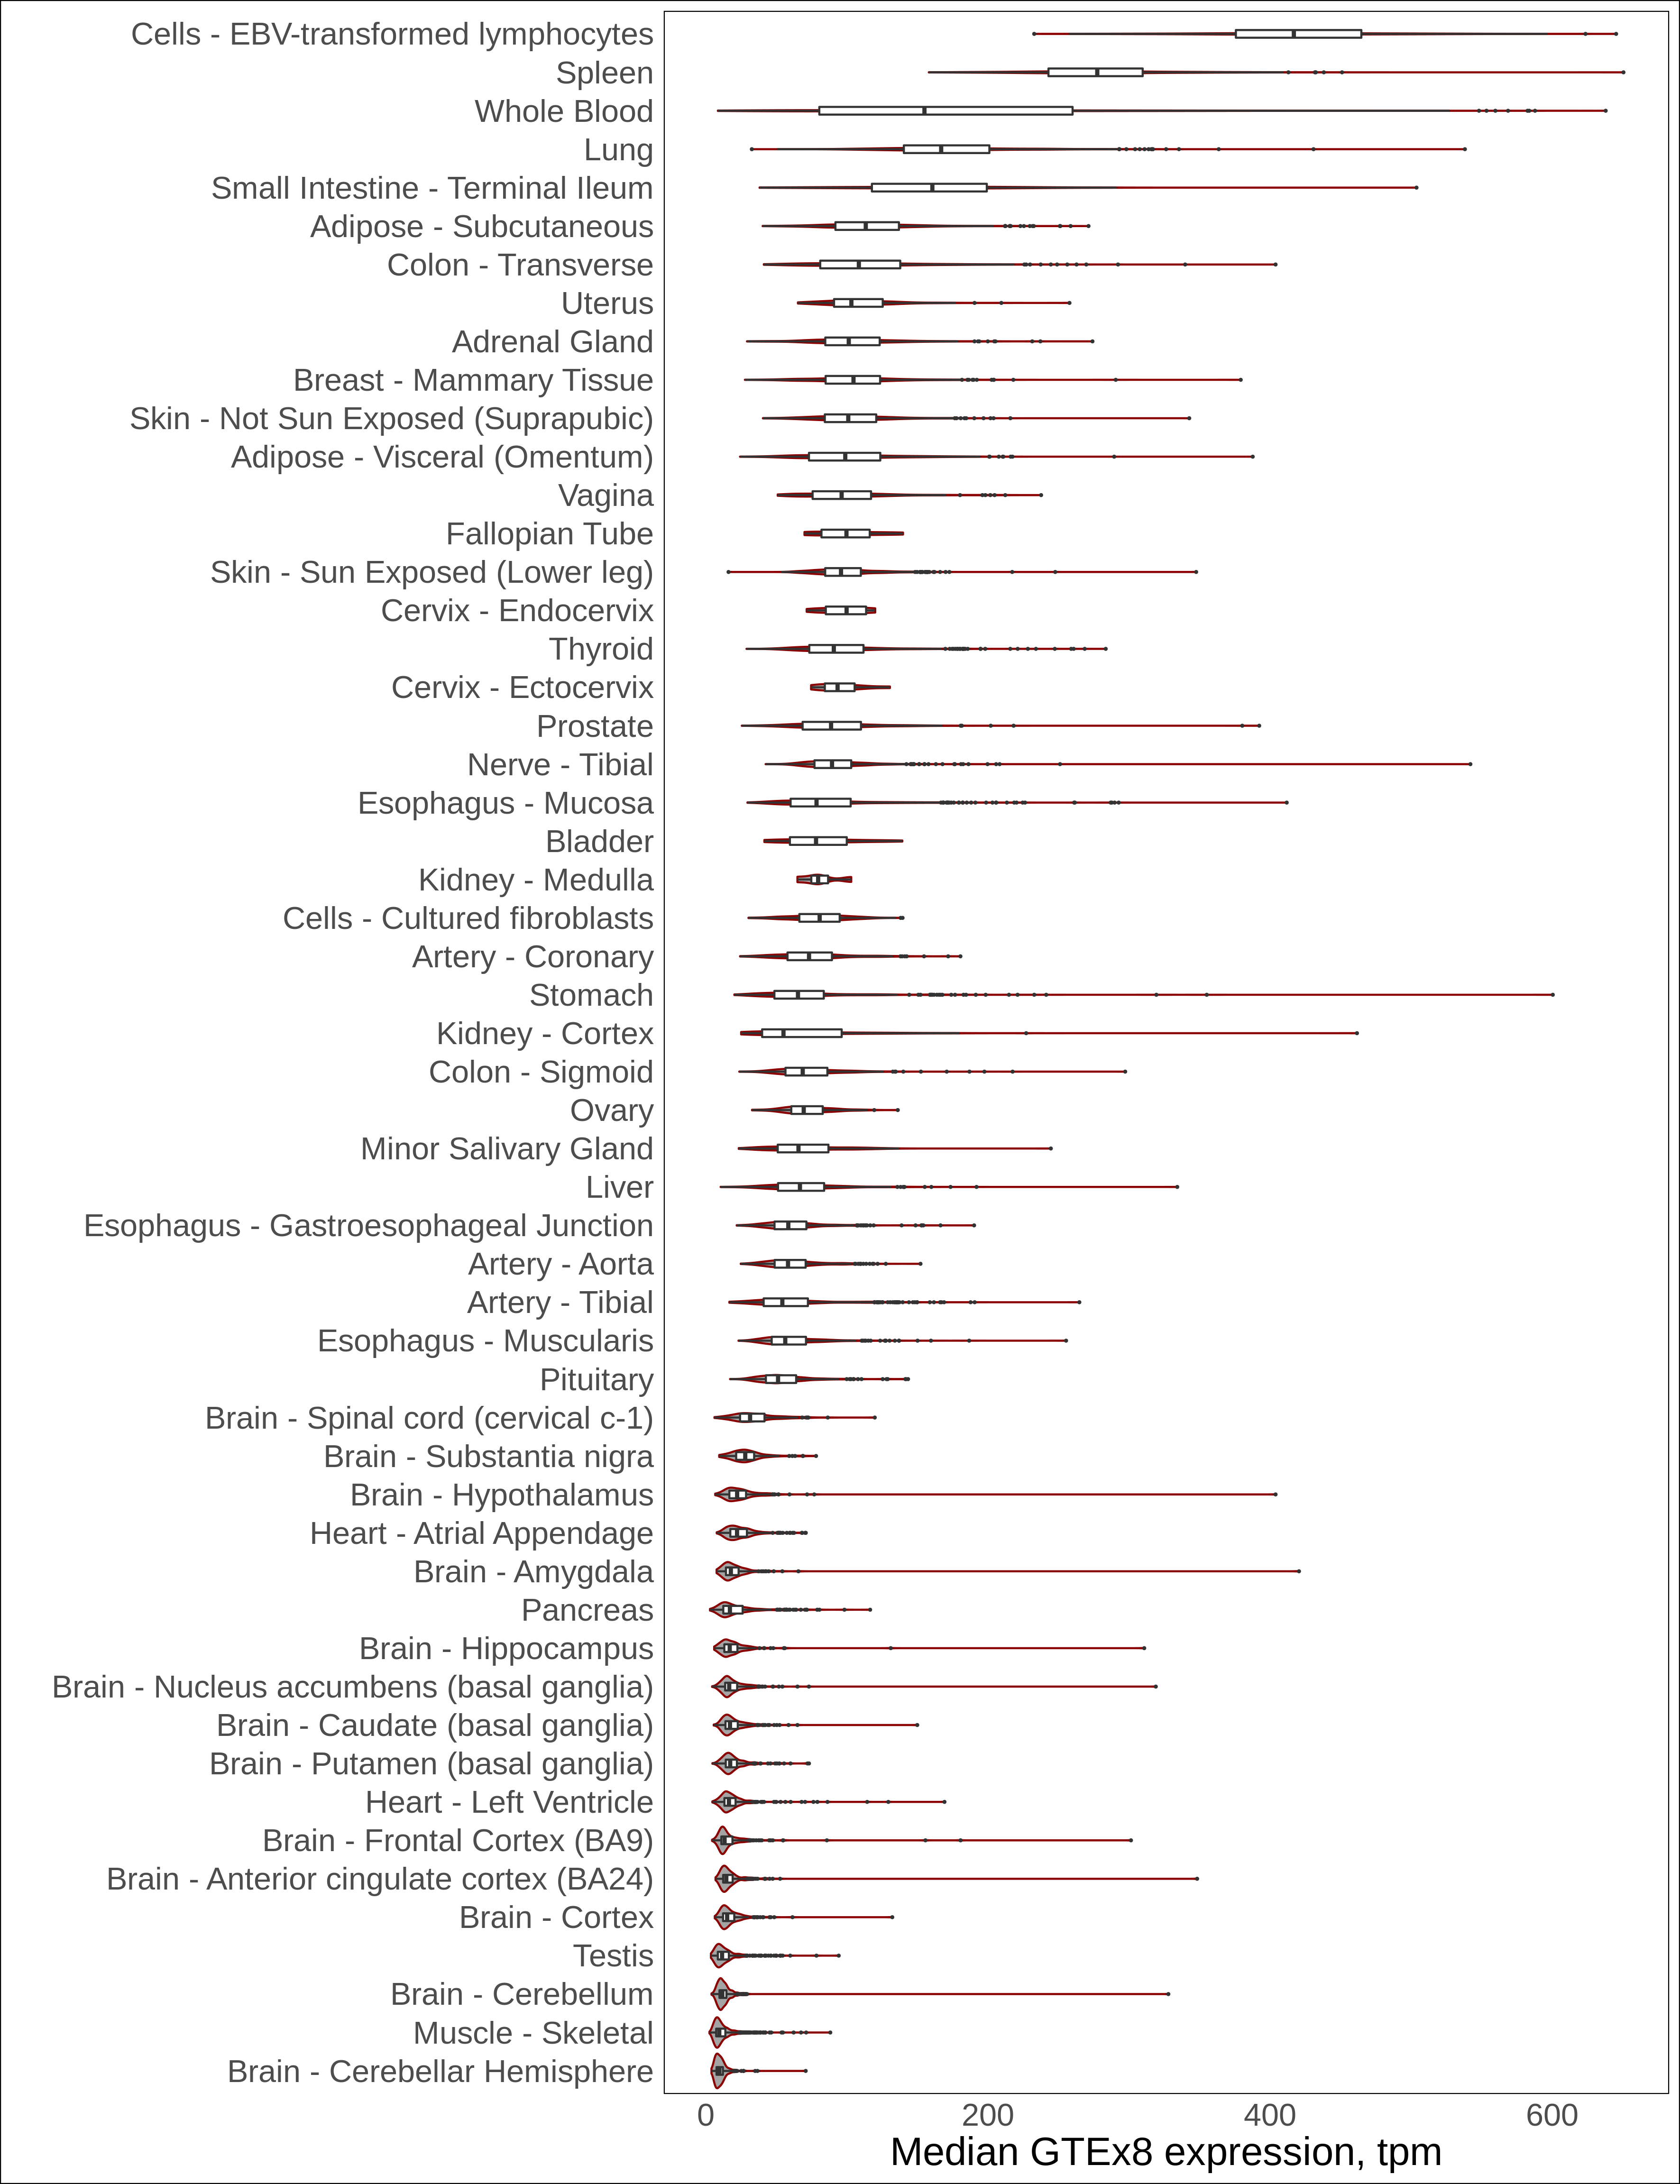 Cells - EBV-transformed lymphocytes
Spleen
Whole Blood
Lung
Small Intestine - Terminal Ileum
Adipose - Subcutaneous
Colon - Transverse
Uterus
Adrenal Gland
Breast - Mammary Tissue
Skin - Not Sun Exposed (Suprapubic)
Adipose - Visceral (Omentum)
Vagina
Fallopian Tube
Skin - Sun Exposed (Lower leg)
Cervix - Endocervix
Thyroid
Cervix - Ectocervix
Prostate
Nerve - Tibial
Esophagus - Mucosa
Bladder
Kidney - Medulla
Cells - Cultured fibroblasts
Artery - Coronary
Stomach
Kidney - Cortex
Colon - Sigmoid
Ovary
Minor Salivary Gland
Liver
Esophagus - Gastroesophageal Junction
Artery - Aorta
Artery - Tibial
Esophagus - Muscularis
Pituitary
Brain - Spinal cord (cervical c-1)
Brain - Substantia nigra
Brain - Hypothalamus
Heart - Atrial Appendage
Brain - Amygdala
Pancreas
Brain - Hippocampus
Brain - Nucleus accumbens (basal ganglia)
Brain - Caudate (basal ganglia)
Brain - Putamen (basal ganglia)
Heart - Left Ventricle
Brain - Frontal Cortex (BA9)
Brain - Anterior cingulate cortex (BA24)
Brain - Cortex
Testis
Brain - Cerebellum
Muscle - Skeletal
Brain - Cerebellar Hemisphere
0 200 400 600
Median GTEx8 expression, tpm